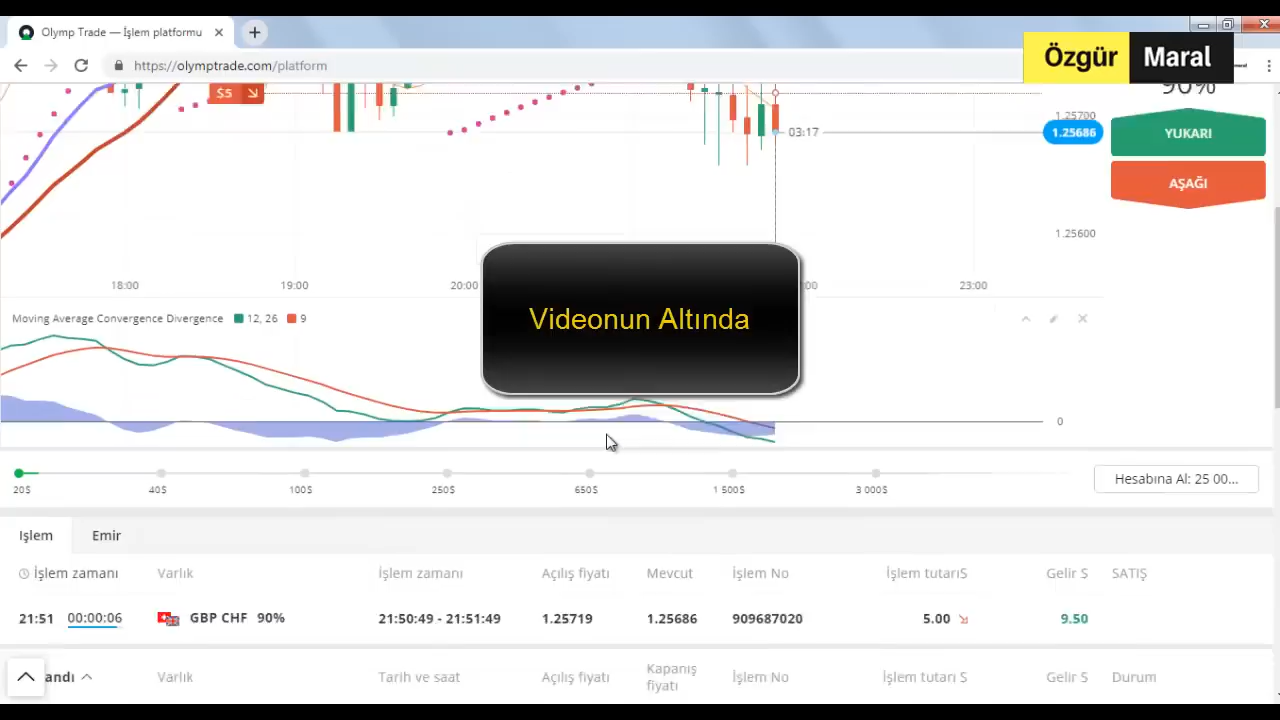 Olymp Trade — İşlem platformu
https://olymptrade.com/platform
Özgür Maral
90%
$5
03:17
1.25700
1.25686
YUKARI
AŞAĞI
1.25600
18:00 19:00 20:00 :00 23:00
Videonun Altında
Moving Average Convergence Divergence 12, 26 9
0
20$ 40$ 100$ 250$ 650$ 1 500$ 3 000$
Hesabına Al: 25 00...
Işlem Emir
İşlem zamanı Varlık İşlem zamanı Açılış fiyatı Mevcut İşlem No İşlem tutarı$ Gelir $ SATIŞ
21:51 00:00:06 GBP CHF 90% 21:50:49 - 21:51:49 1.25719 1.25686 909687020 5.00 9.50
andı Varlık Tarih ve saat Açılış fiyatı Kapanış fiyatı İşlem No İşlem tutarı $ Gelir $ Durum